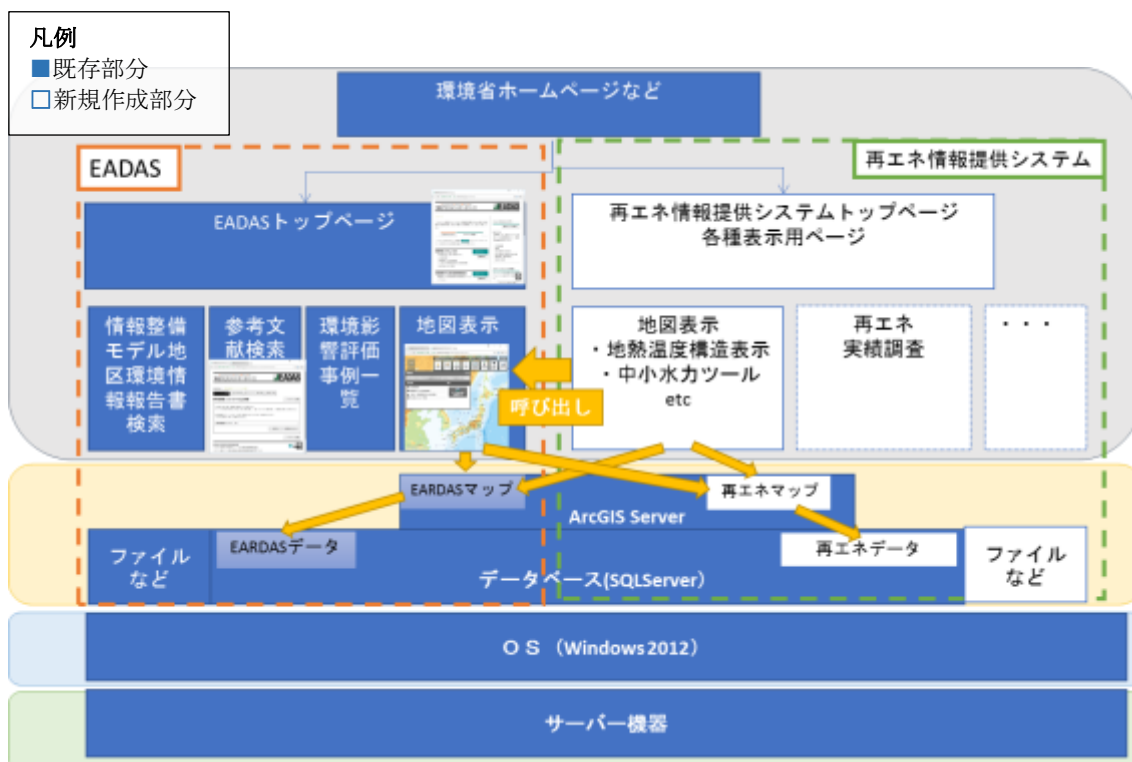 凡例
■既存部分
□新規作成部分
環境省ホームページなど
EADAS
再エネ情報提供システム
EADASトップページ
再エネ情報提供システムトップページ
各種表示用ページ
情報整備
モデル地
区環境情
報報告書
検索
参考文
献検索
環境影
響評価
事例一
覧
地図表示
地図表示
・地熱温度構造表示
・中小水力ツール
etc
再エネ
実績調査
・・・
呼び出し
EARDASマップ
再エネマップ
ArcGIS Server
ファイル
など
EARDASデータ
再エネデータ
データベース(SQLServer)
ファイル
など
ＯＳ（Windows2012）
サーバー機器